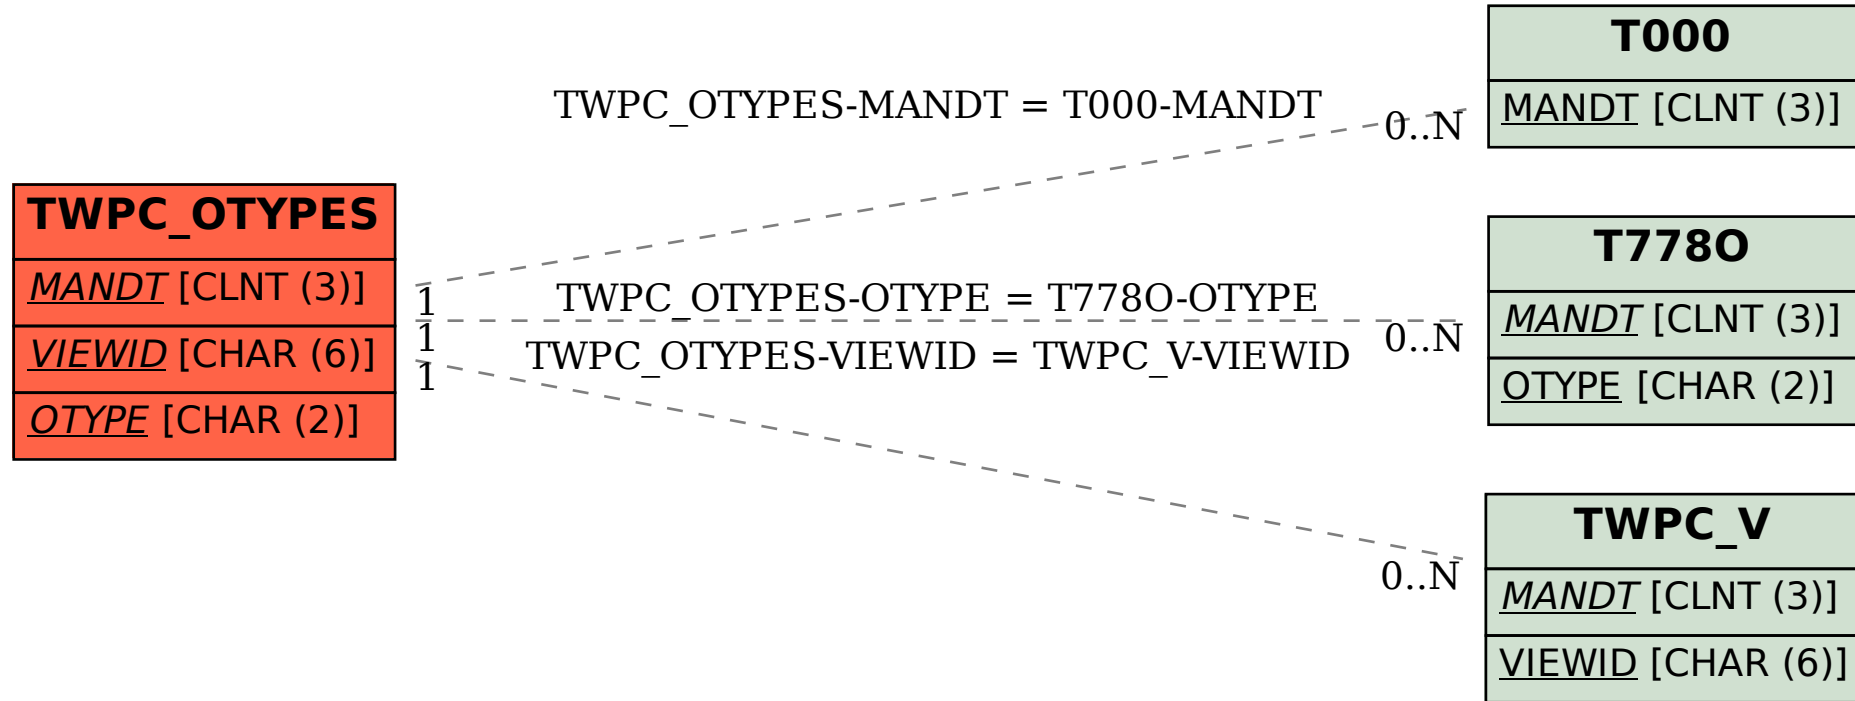 T000
MANDT [CLNT (3)]
TWPC_OTYPES-MANDT = T000-MANDT
0..N
TWPC_OTYPES
MANDT [CLNT (3)]
VIEWID [CHAR (6)]
OTYPE [CHAR (2)]
1
TWPC_OTYPES-OTYPE = T778O-OTYPE
1
0..N
TWPC_OTYPES-VIEWID = TWPC_V-VIEWID
1
T778O
MANDT [CLNT (3)]
OTYPE [CHAR (2)]
0..N
TWPC_V
MANDT [CLNT (3)]
VIEWID [CHAR (6)]